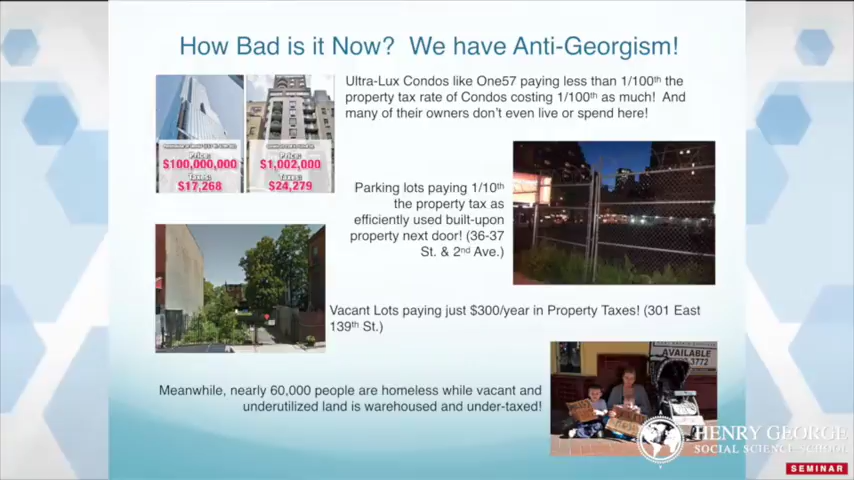 How Bad is it Now? We have Anti-Georgism!
Ultra-Lux Condos like One57 paying less than 1/100th the
property tax rate of Condos costing 1/100th as much! And
many of their owners don't even live or spend here!
Price:
$100,000,000
Taxes:
$17,268
Price:
$1,002,000
Taxes:
$24,279
Parking lots paying 1/10th
the property tax as
efficiently used built-upon
property next door! (36-37
St. & 2nd Ave.)
Vacant Lots paying just $300/year in Property Taxes! (301 East
139th St.)
Meanwhile, nearly 60,000 people are homeless while vacant and
underutilized land is warehoused and under-taxed!
AVAILABLE
3772
HENRY GEORGE
SOCIAL SCIENCE SCHOOL
SEMINAR